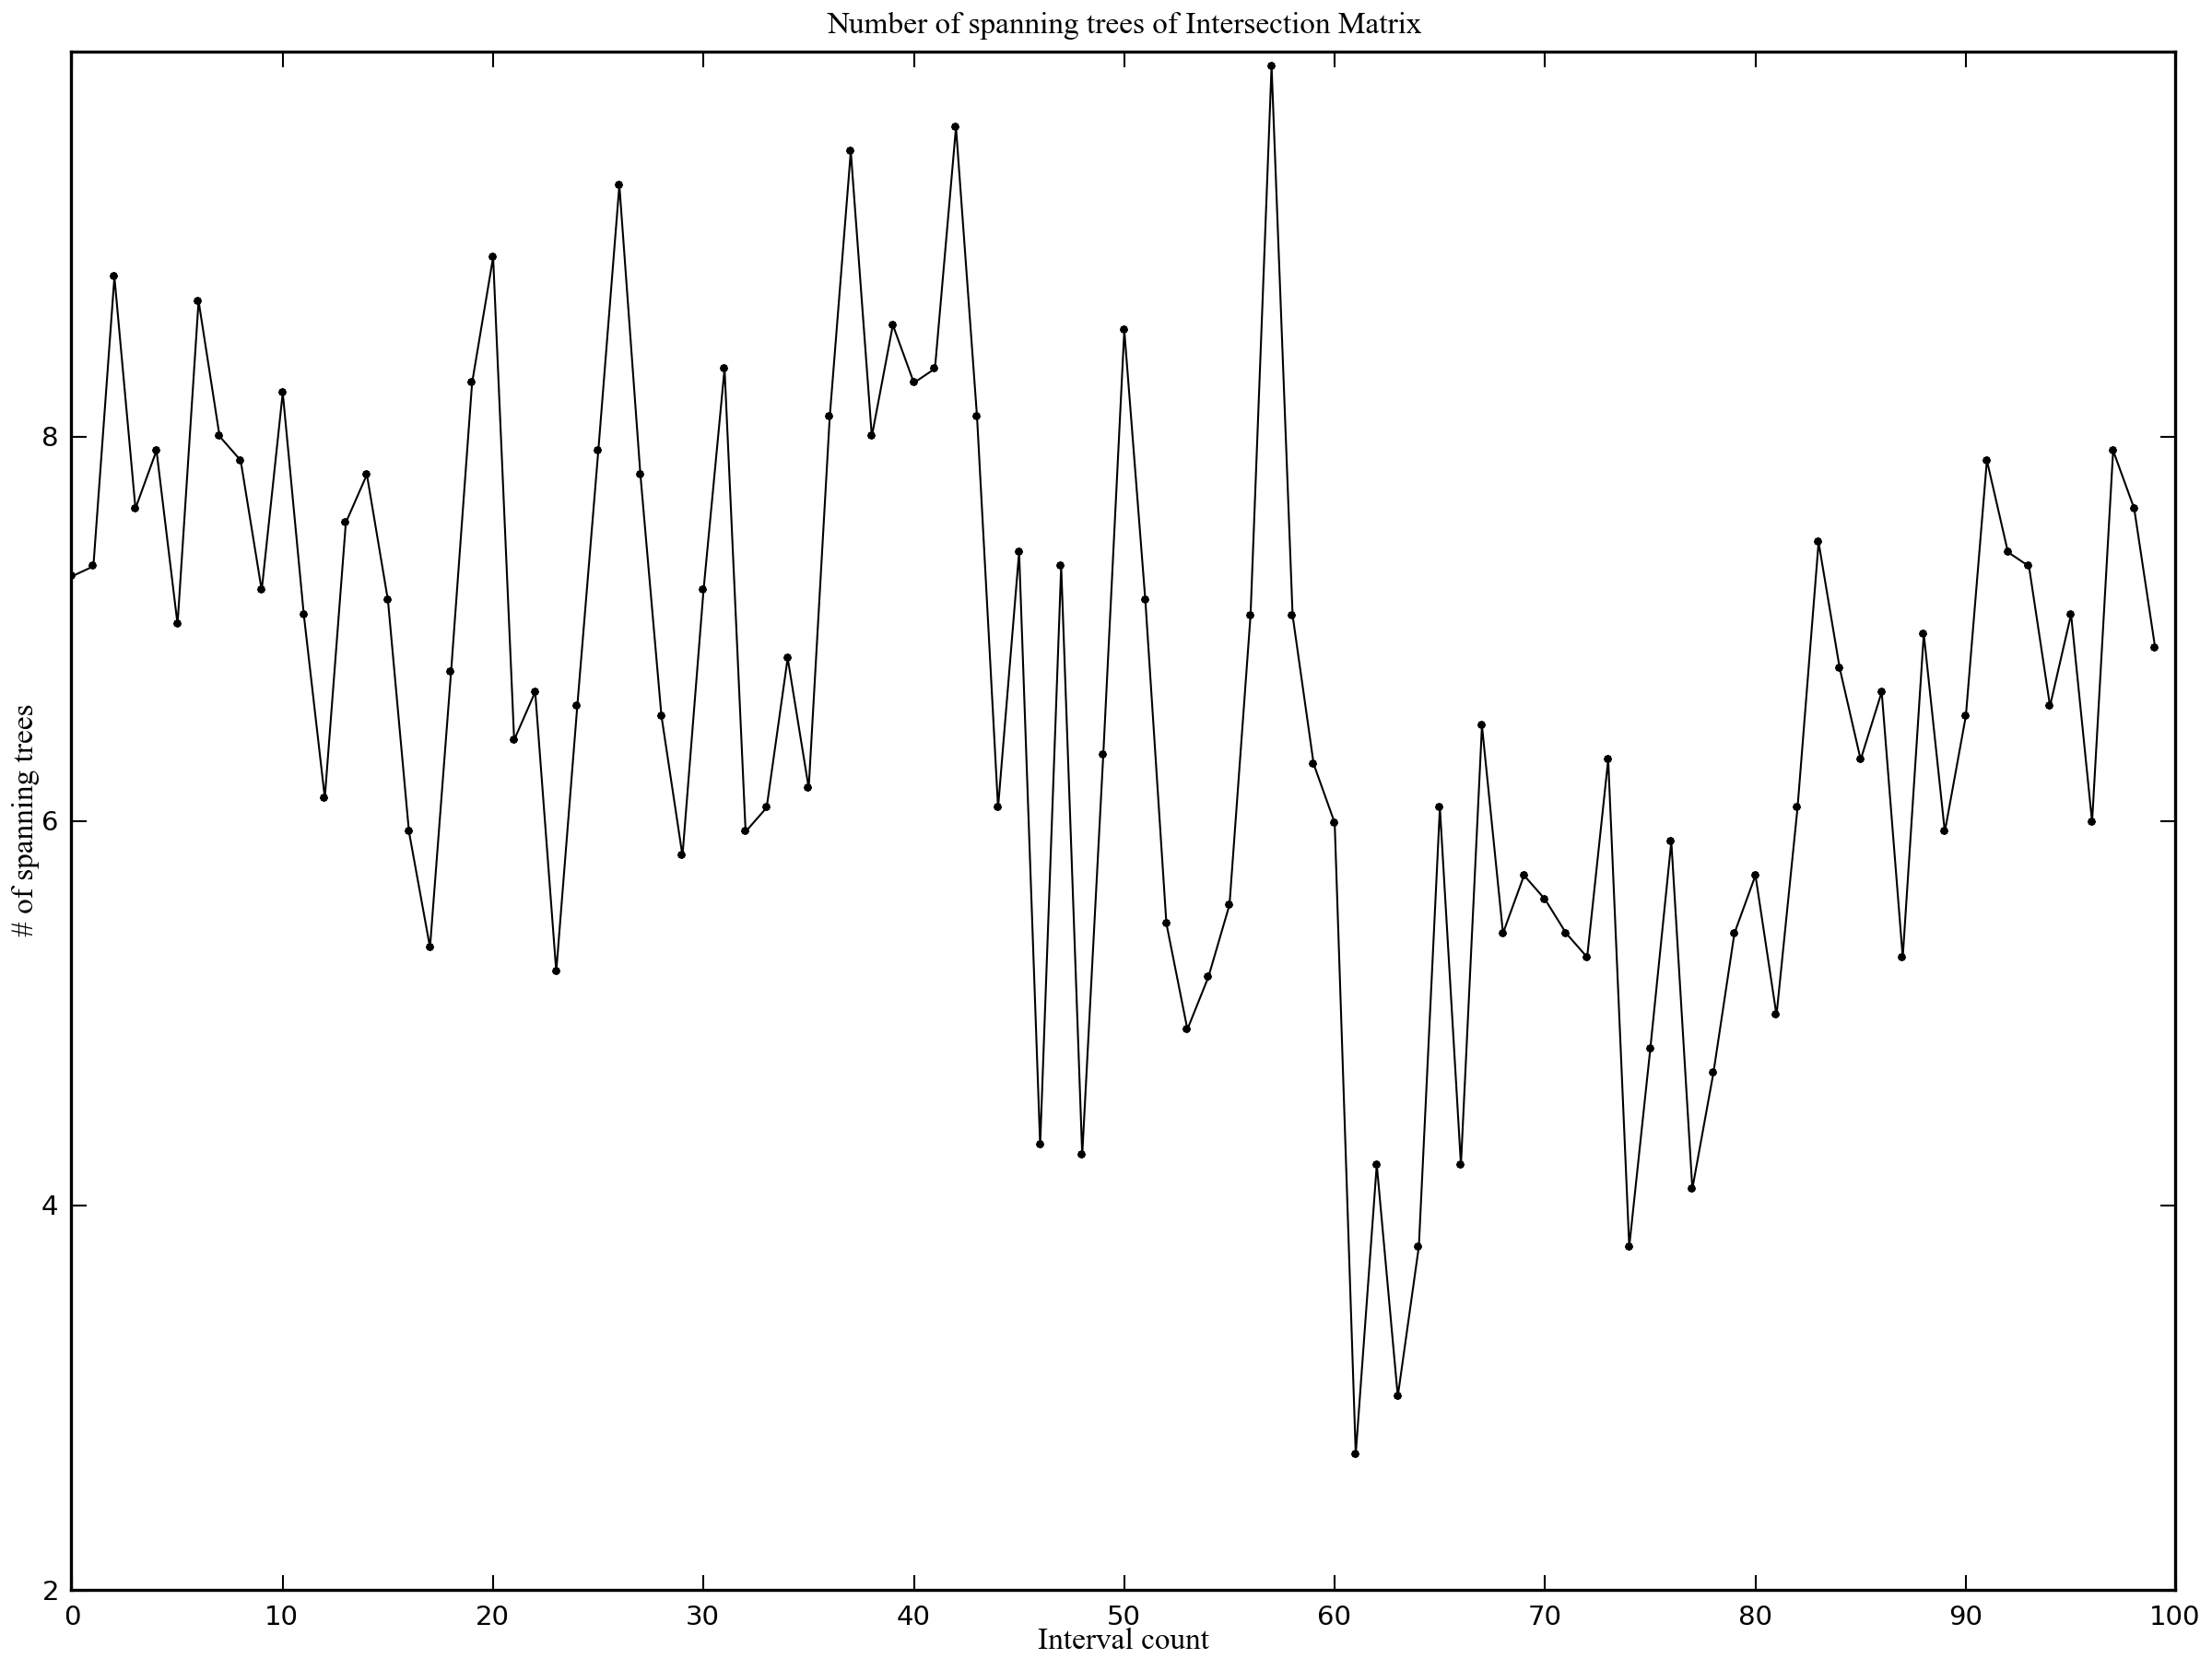 Number of spanning trees of Intersection Matrix
# of spanning trees
8
6
4
2
0 10 20 30 40 50 60 70 80 90 100
Interval count